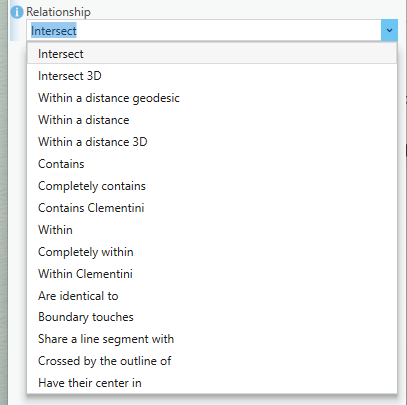 Relationship
Intersect
Intersect
Intersect 3D
Within a distance geodesic
Within a distance
Within a distance 3D
Contains
Completely contains
Contains Clementini
Within
Completely within
Within Clementini
Are identical to
Boundary touches
Share a line segment with
Crossed by the outline of
Have their center in